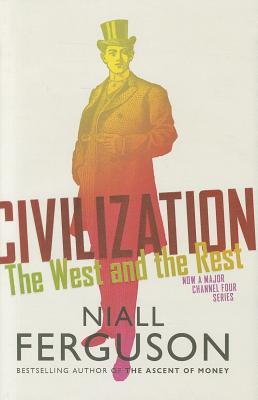 CIVILIZATION
The West and the Rest
NOW A MAJOR
CHANNEL FOUR
SERIES
NIALL
FERGUSON
BESTSELLING AUTHOR OF THE ASCENT OF MONEY